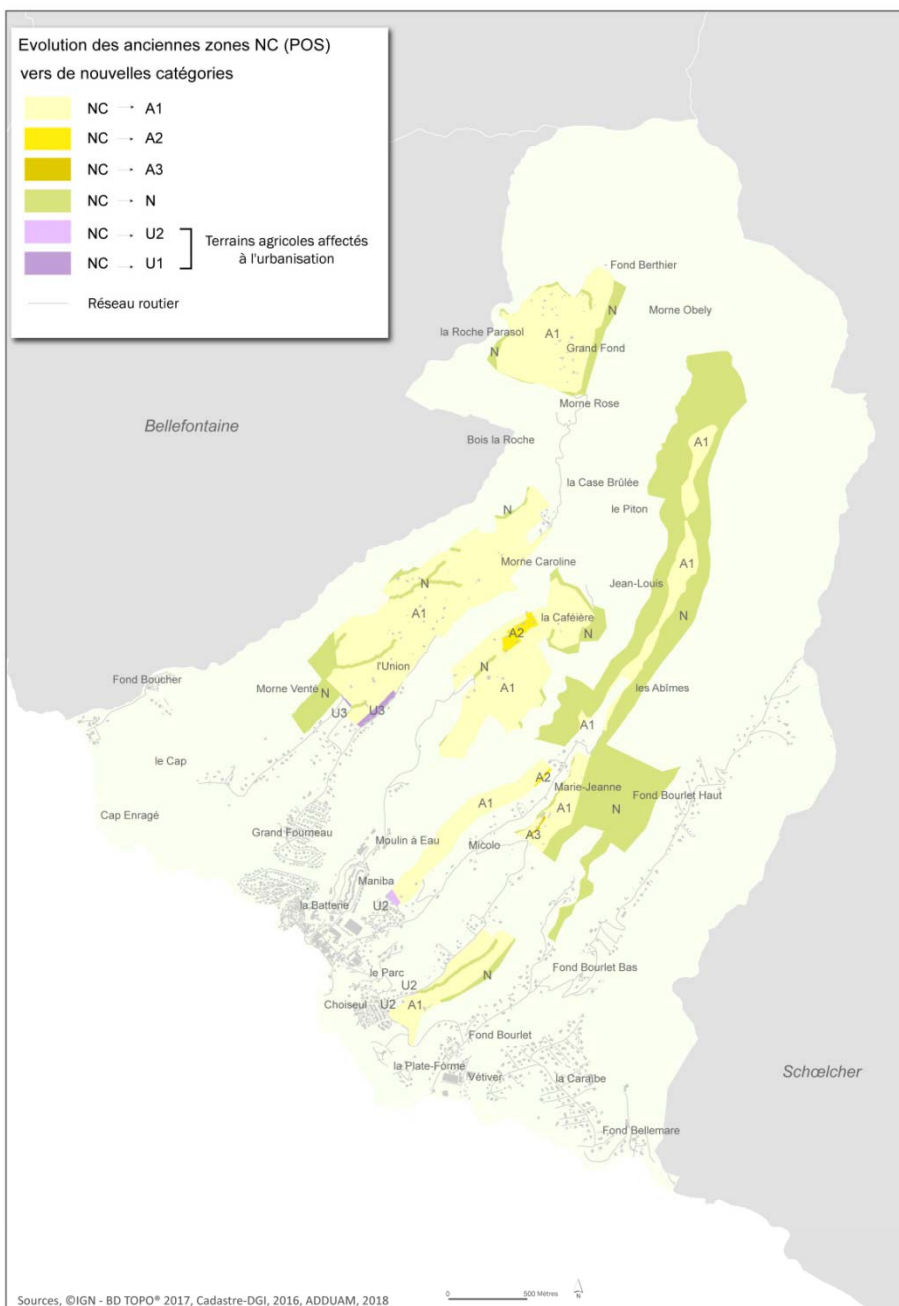 Evolution des anciennes zones NC (POS)
vers de nouvelles catégories
NC → A1
NC → A2
NC → A3
NC → N
NC → U2
NC → U1
Terrains agricoles affectés
à l'urbanisation
Réseau routier
Fond Berthier
N
Morne Obely
la Roche Parasol
A1
N
Grand Fond
Morne Rose
Bellefontaine
Bois la Roche
A1
la Case Brûlée
N
le Piton
Morne Caroline
A1
N
Jean-Louis
A1
la Caféière
N
A2
N
l'Union
N
A1
Fond Boucher
Morne Venté
N
les Abîmes
U3
U3
A1
le Cap
A2
Marie-Jeanne
Fond Bourlet Haut
A1
A1
N
Cap Enragé
Grand Fourneau
A3
Moulin à Eau
Micolo
Maniba
la Batterie
U2
le Parc
N
Fond Bourlet Bas
U2
Choiseul
U2
A1
Fond Bourlet
la Plate-Forme
Vétiver
la Caraïbe
Schœlcher
Fond Bellemare
Sources, ©IGN - BD TOPO® 2017, Cadastre-DGI, 2016, ADDUAM, 2018
0 500 Mètres
N